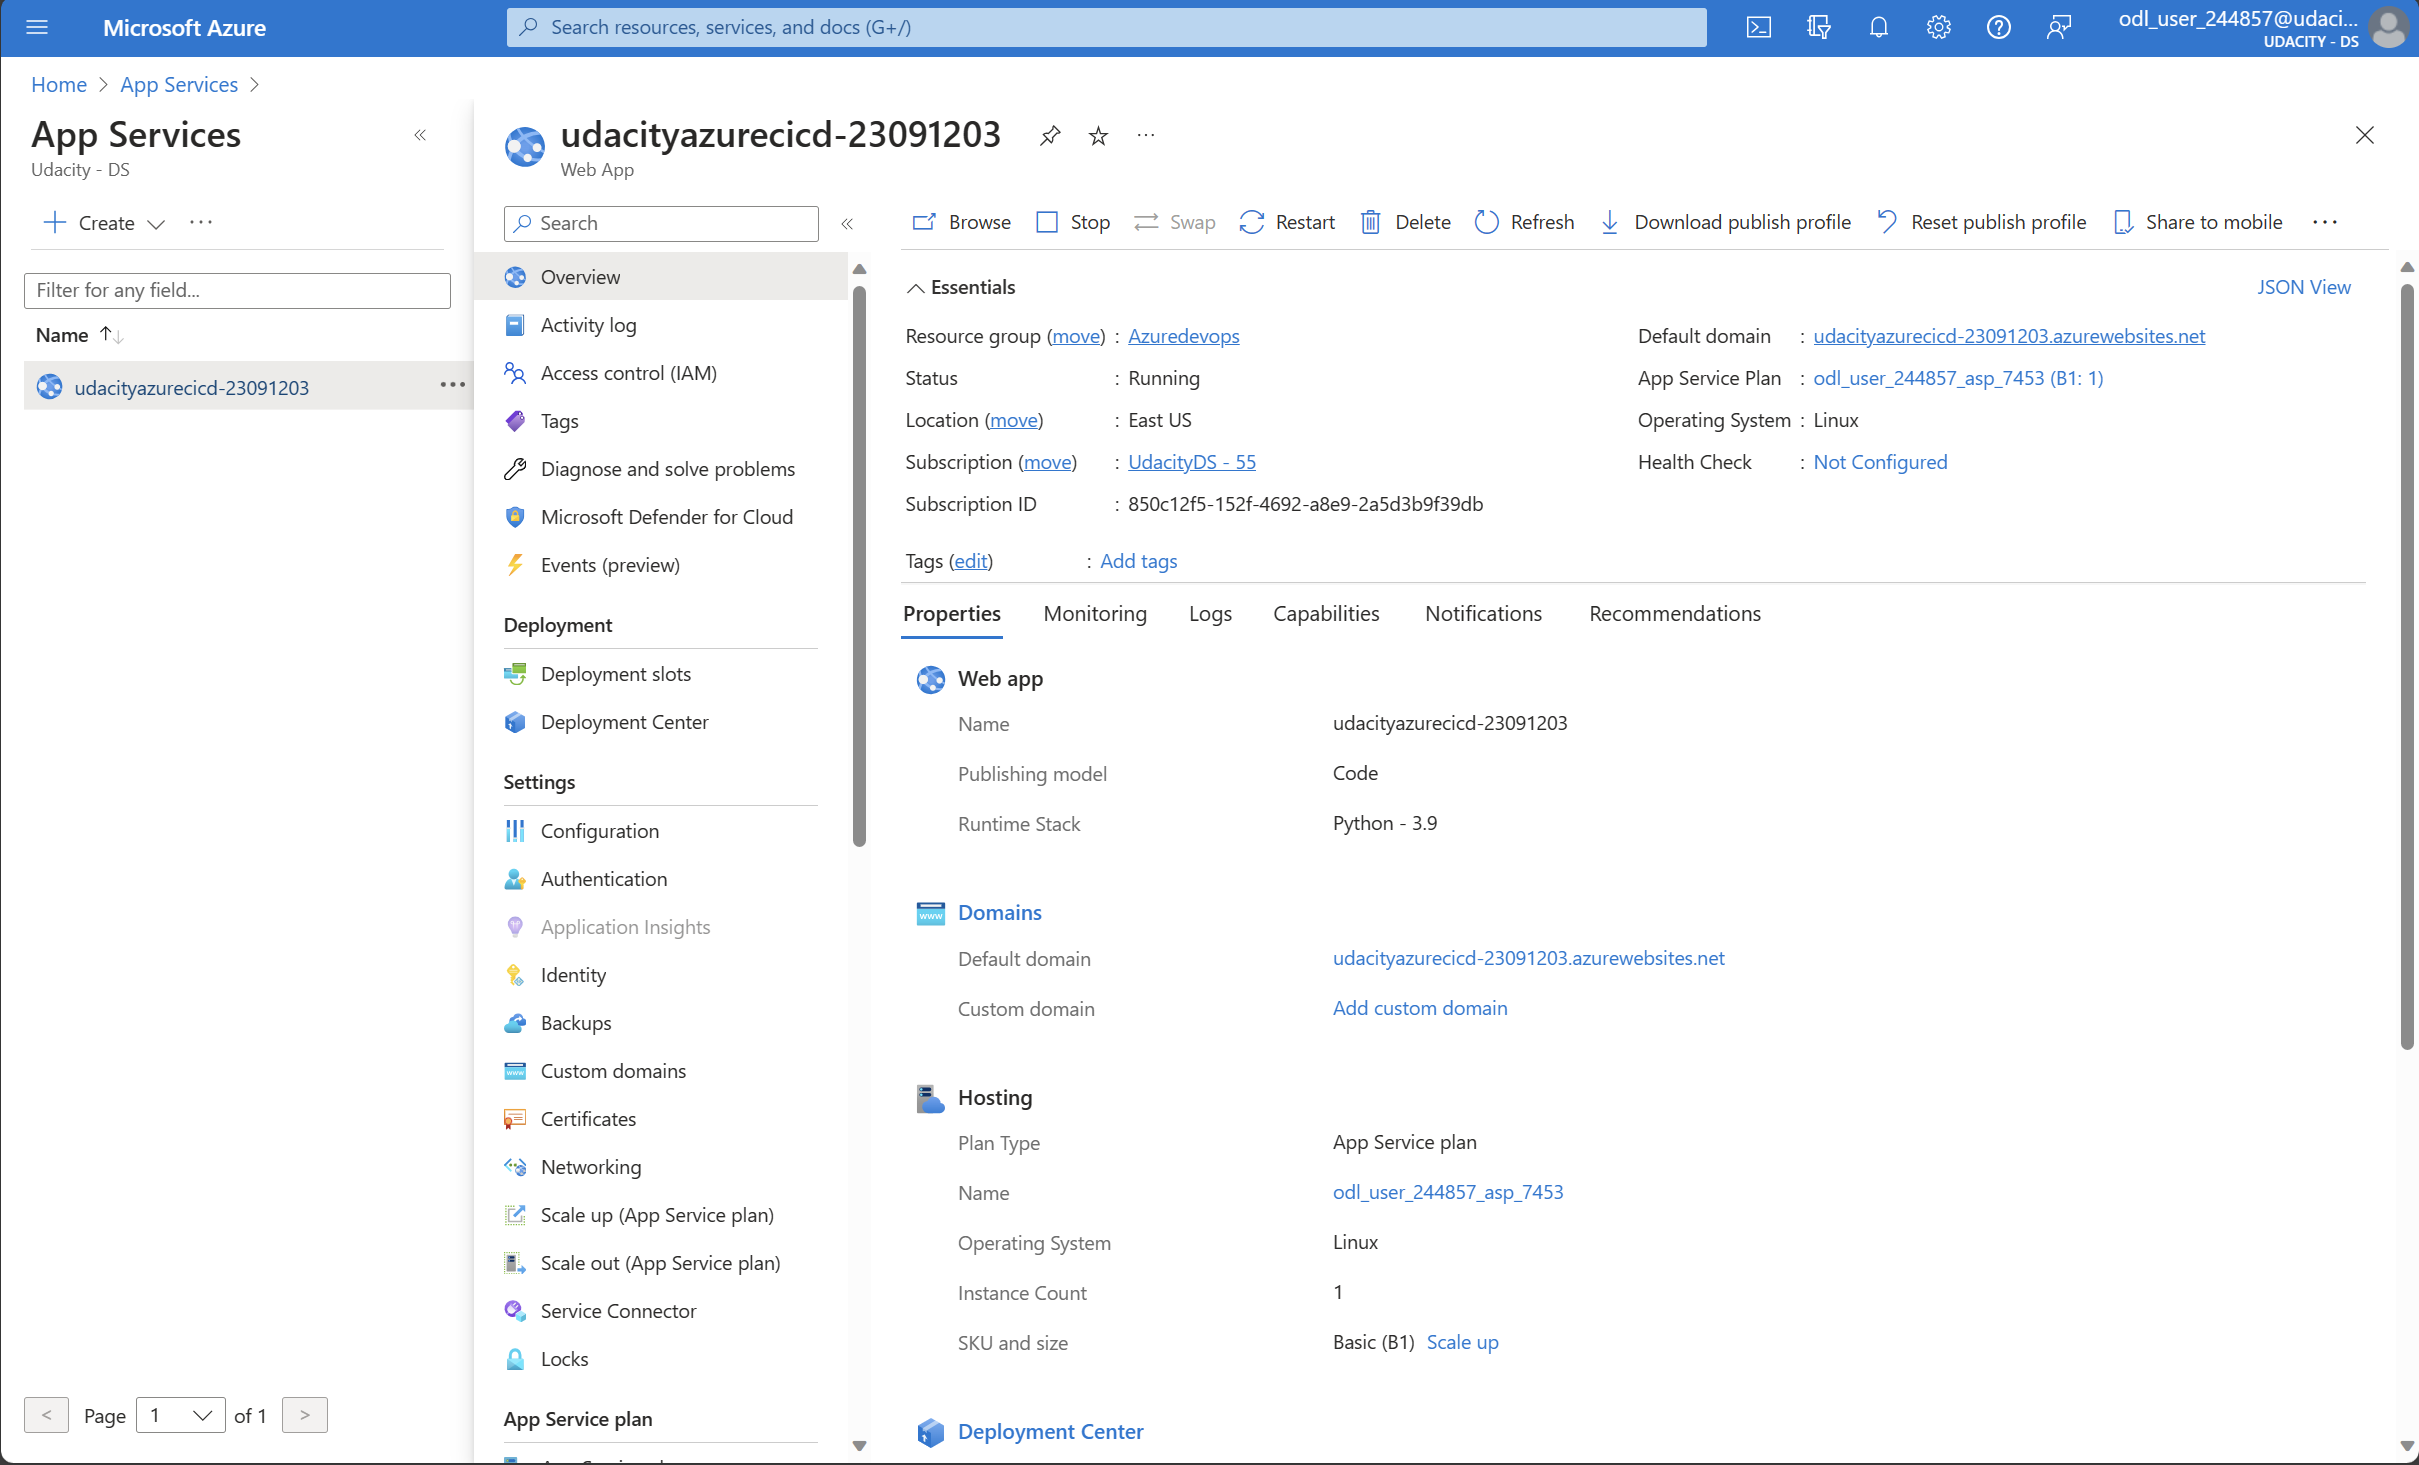 Microsoft Azure
Search resources, services, and docs (G+/)
odl_user_244857@udaci...
UDACITY - DS
Home > App Services >
App Services
Udacity - DS
Create
Filter for any field...
Name
udacityazurecicd-23091203
Page 1 of 1
udacityazurecicd-23091203
Web App
Search
Overview
Activity log
Access control (IAM)
Tags
Diagnose and solve problems
Microsoft Defender for Cloud
Events (preview)
Deployment
Deployment slots
Deployment Center
Settings
Configuration
Authentication
Application Insights
Identity
Backups
Custom domains
Certificates
Networking
Scale up (App Service plan)
Scale out (App Service plan)
Service Connector
Locks
App Service plan
Browse Stop Swap Restart Delete Refresh Download publish profile Reset publish profile Share to mobile
Essentials
JSON View
Resource group (move) : Azuredevops
Status : Running
Location (move) : East US
Subscription (move) : UdacityDS - 55
Subscription ID : 850c12f5-152f-4692-a8e9-2a5d3b9f39db
Default domain : udacityazurecicd-23091203.azurewebsites.net
App Service Plan : odl_user_244857_asp_7453 (B1: 1)
Operating System : Linux
Health Check : Not Configured
Tags (edit) : Add tags
Properties Monitoring Logs Capabilities Notifications Recommendations
Web app
Name udacityazurecicd-23091203
Publishing model Code
Runtime Stack Python - 3.9
Domains
Default domain udacityazurecicd-23091203.azurewebsites.net
Custom domain Add custom domain
Hosting
Plan Type App Service plan
Name odl_user_244857_asp_7453
Operating System Linux
Instance Count 1
SKU and size Basic (B1) Scale up
Deployment Center